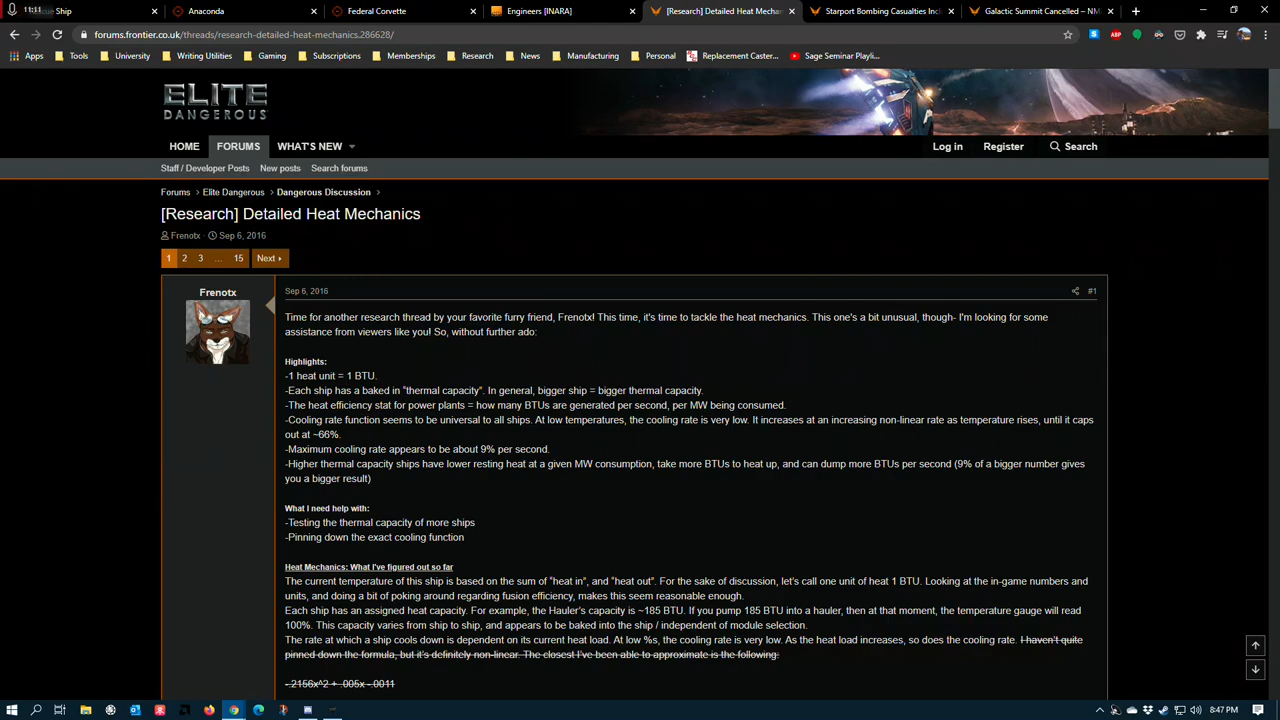 11:11
cue Ship
Anaconda
Federal Corvette
Engineers [INARA]
[Research] Detailed Heat Mechan
Starport Bombing Casualties Inc
Galactic Summit Cancelled – NM
forums.frontier.co.uk/threads/research-detailed-heat-mechanics.286628/
ABP
Apps
Tools
University
Writing Utilities
Gaming
Subscriptions
Memberships
Research
News
Manufacturing
Personal
Replacement Caster...
Sage Seminar Playli...
ELITE
DANGEROUS
HOME
FORUMS
WHAT'S NEW
Log in
Register
Search
Staff / Developer Posts
New posts
Search forums
Forums
Elite Dangerous
Dangerous Discussion
[Research] Detailed Heat Mechanics
Frenotx
Sep 6, 2016
1
2
3
...
15
Next
Frenotx
Sep 6, 2016
#1
Time for another research thread by your favorite furry friend, Frenotx! This time, it's time to tackle the heat mechanics. This one's a bit unusual, though- I'm looking for some
assistance from viewers like you! So, without further ado:
Highlights:
-1 heat unit = 1 BTU.
-Each ship has a baked in "thermal capacity". In general, bigger ship = bigger thermal capacity.
-The heat efficiency stat for power plants = how many BTUs are generated per second, per MW being consumed.
-Cooling rate function seems to be universal to all ships. At low temperatures, the cooling rate is very low. It increases at an increasing non-linear rate as temperature rises, until it caps
out at ~66%.
-Maximum cooling rate appears to be about 9% per second.
-Higher thermal capacity ships have lower resting heat at a given MW consumption, take more BTUs to heat up, and can dump more BTUs per second (9% of a bigger number gives
you a bigger result)
What I need help with:
-Testing the thermal capacity of more ships
-Pinning down the exact cooling function
Heat Mechanics: What I've figured out so far
The current temperature of this ship is based on the sum of "heat in", and "heat out". For the sake of discussion, let's call one unit of heat 1 BTU. Looking at the in-game numbers and
units, and doing a bit of poking around regarding fusion efficiency, makes this seem reasonable enough.
Each ship has an assigned heat capacity. For example, the Hauler's capacity is ~185 BTU. If you pump 185 BTU into a hauler, then at that moment, the temperature gauge will read
100%. This capacity varies from ship to ship, and appears to be baked into the ship / independent of module selection.
The rate at which a ship cools down is dependent on its current heat load. At low %s, the cooling rate is very low. As the heat load increases, so does the cooling rate. I haven't quite
pinned down the formula, but it's definitely non-linear. The closest I've been able to approximate is the following:
-.2156x^2 + .005x -.0011
8:47 PM